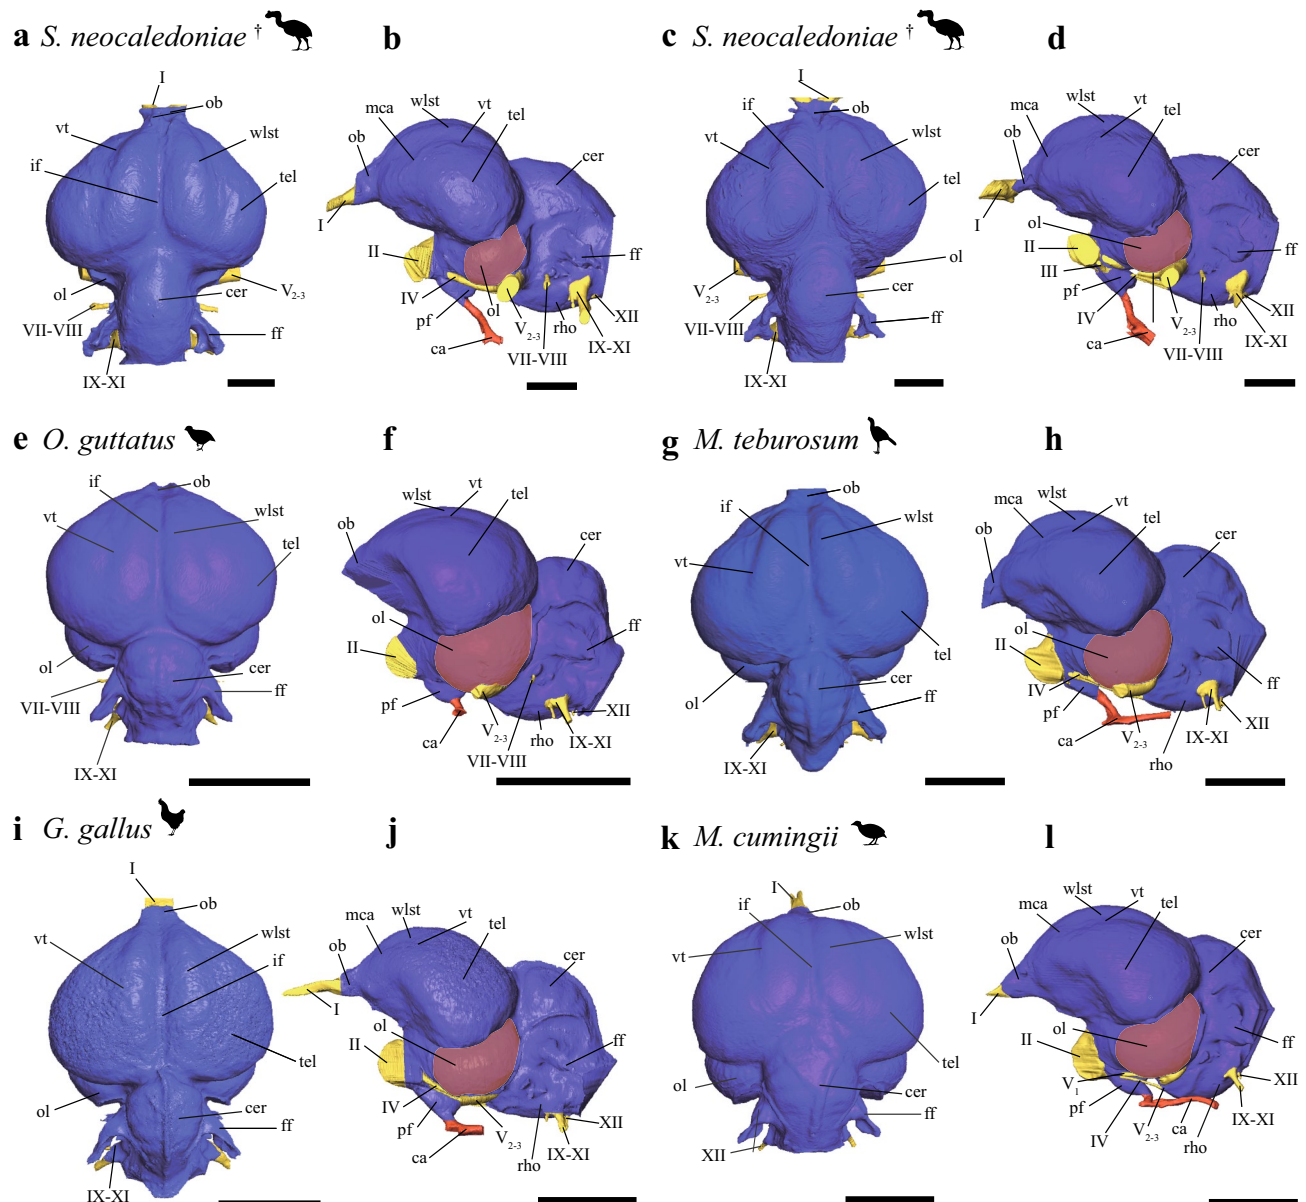 a S. neocaledoniae †
b
c S. neocaledoniae †
d
I
ob
vt
wlst
if
tel
ol
cer
V2-3
VII-VIII
ff
IX-XI
wlst
vt
mca
tel
ob
cer
I
II
ff
IV
pf
ol
V2-3
rho
XII
ca
VII-VIII
IX-XI
I
ob
if
vt
wlst
tel
ol
V2-3
cer
VII-VIII
ff
IX-XI
wlst
vt
mca
tel
ob
cer
I
ol
II
ff
III
pf
IV
V2-3
rho
XII
ca
VII-VIII
IX-XI
e O. guttatus
f
g M. teburosum
h
if
ob
vt
wlst
tel
ol
cer
VII-VIII
ff
IX-XI
wlst
vt
tel
ob
cer
ol
ff
II
pf
XII
V2-3
rho
ca
IX-XI
VII-VIII
ob
if
wlst
vt
tel
ol
cer
ff
IX-XI
wlst
vt
mca
tel
ob
cer
ol
II
IV
ff
pf
XII
ca
V2-3
IX-XI
rho
i G. gallus
j
k M. cumingii
l
I
ob
vt
wlst
if
tel
ol
cer
ff
IX-XI
wlst
mca
vt
ob
tel
cer
I
ol
II
ff
IV
pf
V2-3
XII
ca
rho
IX-XI
I
if
ob
vt
wlst
tel
ol
cer
ff
XII
wlst
vt
mca
tel
ob
cer
I
ol
II
ff
V1
XII
pf
IX-XI
IV
V2-3
ca
rho